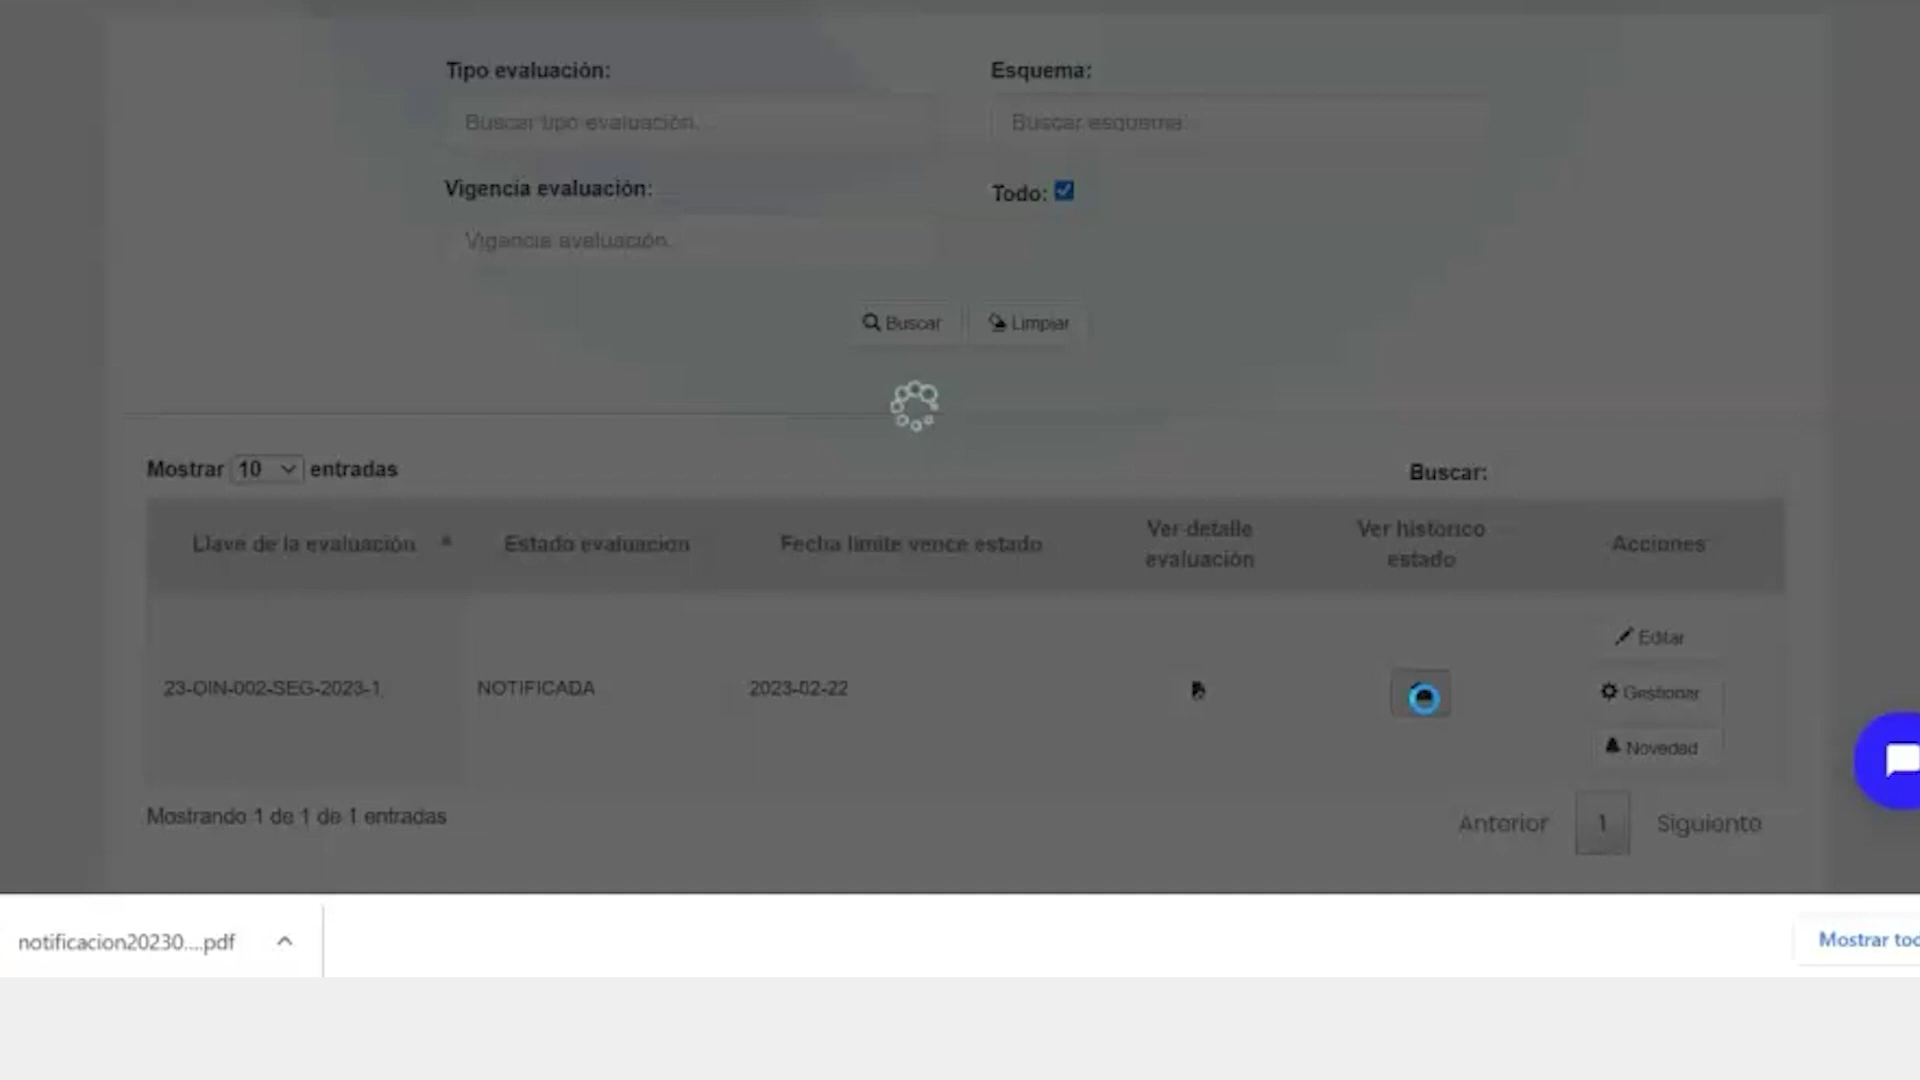 Tipo evaluación:
Esquema:
Buscar tipo evaluación...
Buscar esquema.
Vigencia evaluación:
Todo:
Vigencia evaluación.
Buscar
Limpiar
Mostrar 10 entradas
Buscar:
Llave de la evaluación
Estado evaluacion
Fecha limite vence estado
Ver detalle evaluación
Ver historico estado
Acciones
Editar
23-OIN-002-SEG-2023-1
NOTIFICADA
2023-02-22
Gestionar
Novedad
Mostrando 1 de 1 de 1 entradas
Anterior
1
Siguiente
notificacion20230....pdf
Mostrar